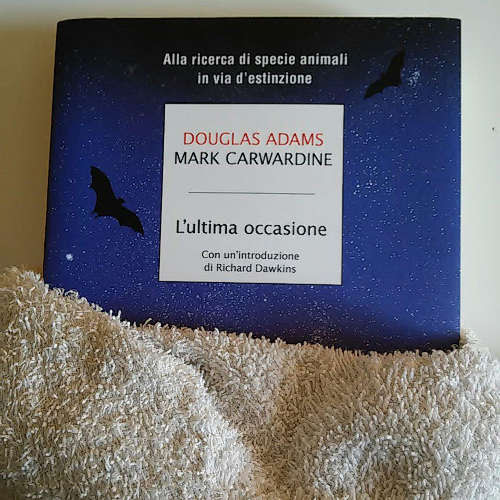 Alla ricerca di specie animali
in via d'estinzione
DOUGLAS ADAMS
MARK CARWARDINE
L'ultima occasione
Con un'introduzione
di Richard Dawkins